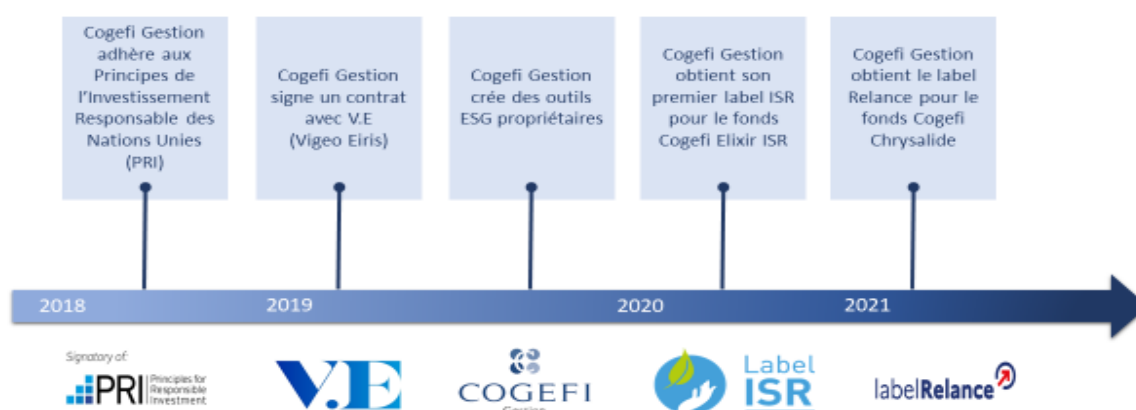 Cogefi Gestion
adhère aux
Principes de
l'Investissement
Responsable des
Nations Unies
(PRI)
Cogefi Gestion
signe un contrat
avec V.E
(Vigeo Eiris)
Cogefi Gestion
crée des outils
ESG propriétaires
Cogefi Gestion
obtient son
premier label ISR
pour le fonds
Cogefi Elixir ISR
Cogefi Gestion
obtient le label
Relance pour le
fonds Cogefi
Chrysalide
2018
2019
2020
2021
Signatory of:
PRI
Principles for
Responsible
Investment
V.E
COGEFI
Gestion
Label
ISR
labelRelance